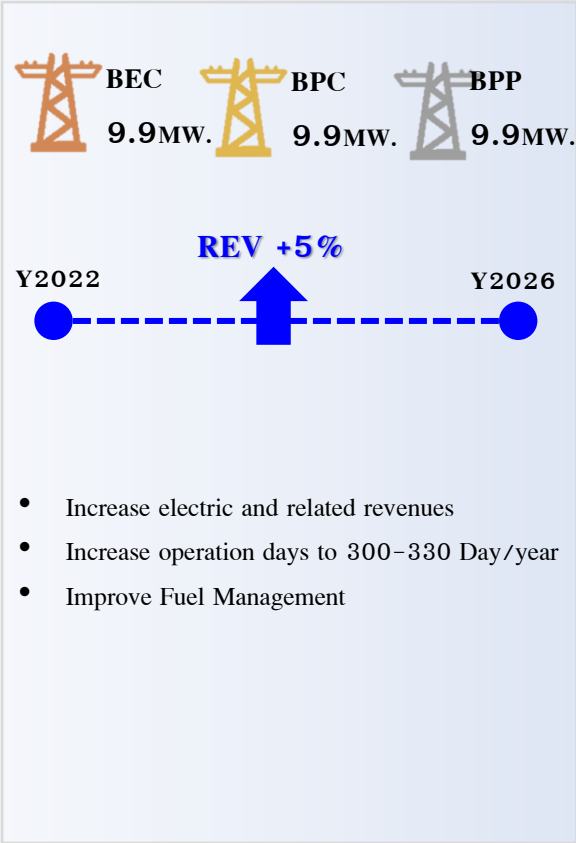 BEC
9.9MW.
BPC
9.9MW.
BPP
9.9MW.
REV +5%
Y2022
Y2026
• Increase electric and related revenues
• Increase operation days to 300-330 Day/year
• Improve Fuel Management